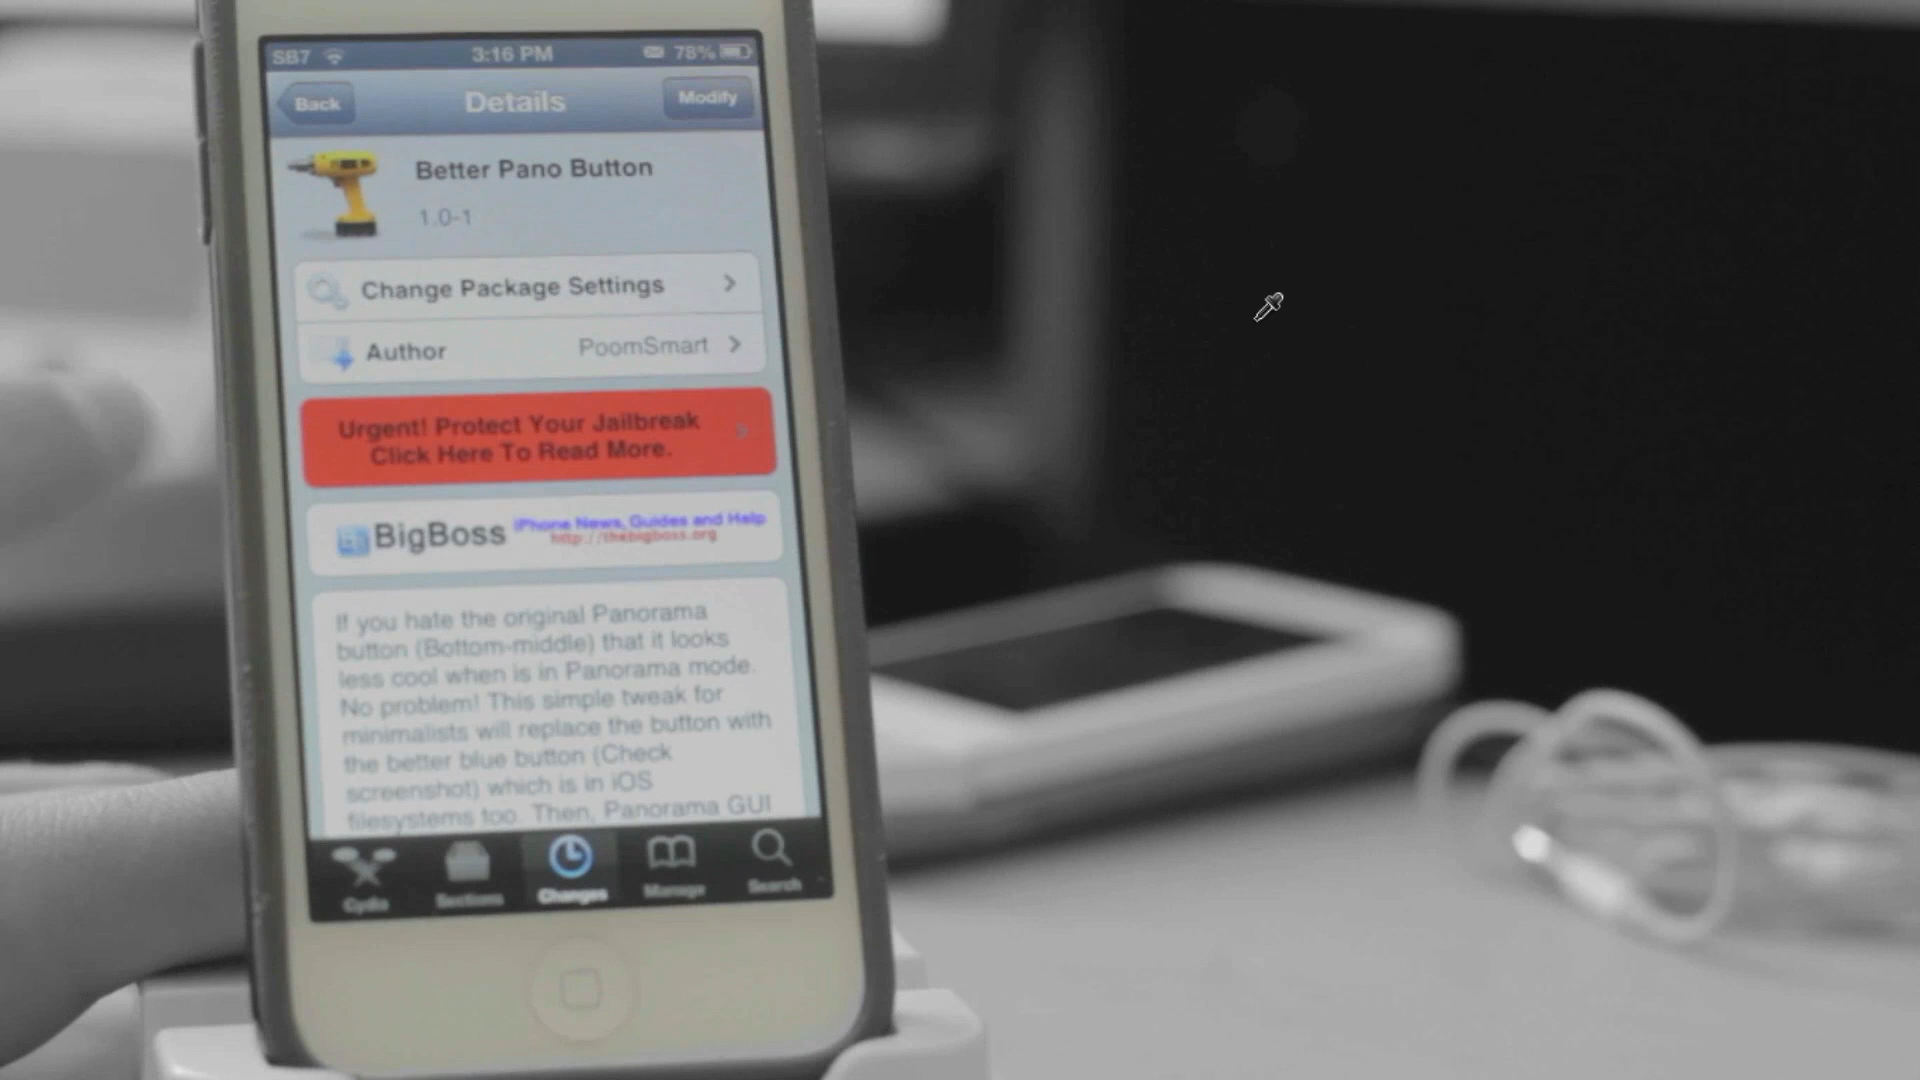 SB7 3:16 PM 78%
Back Details Modify
Better Pano Button
1.0-1
Change Package Settings
Author PoomSmart
Urgent! Protect Your Jailbreak
Click Here To Read More.
BigBoss iPhone News, Guides and Help
http://thebigboss.org
If you hate the original Panorama
button (Bottom-middle) that it looks
less cool when is in Panorama mode.
No problem! This simple tweak for
minimalists will replace the button with
the better blue button (Check
screenshot) which is in iOS
filesystems too. Then, Panorama GUI
Cydia Sections Changes Manage Search